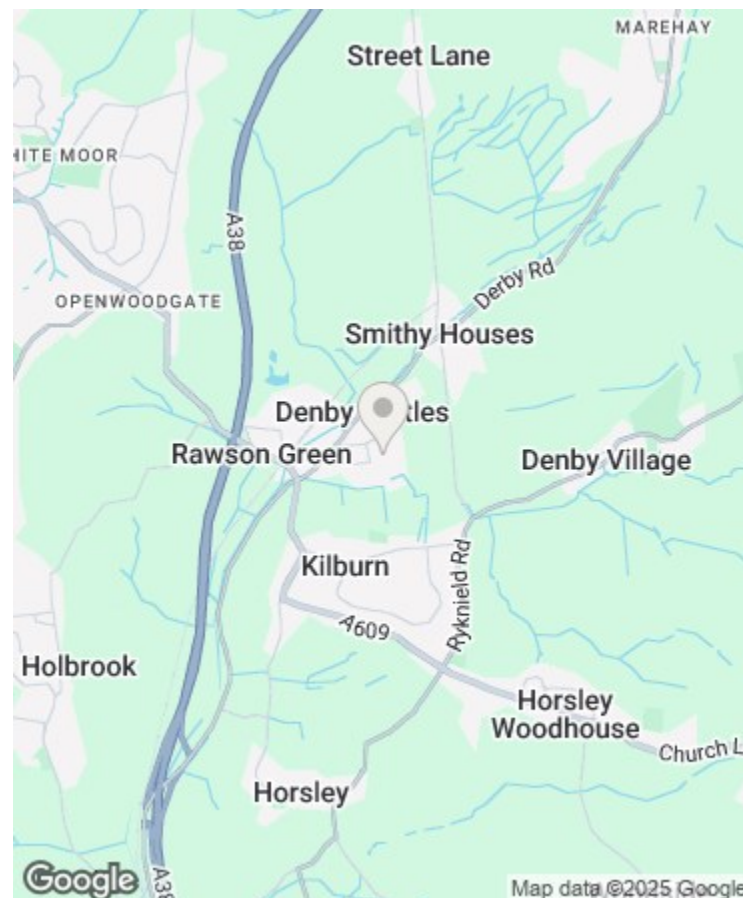 MAREHAY
Street Lane
HITE MOOR
A38
Derby Rd
OPENWOODGATE
Smithy Houses
Denby tles
Rawson Green
Denby Village
Kilburn
Ryknield Rd
A609
Holbrook
Horsley
Woodhouse
Church L
Horsley
A38
Google
Map data ©2025 Google